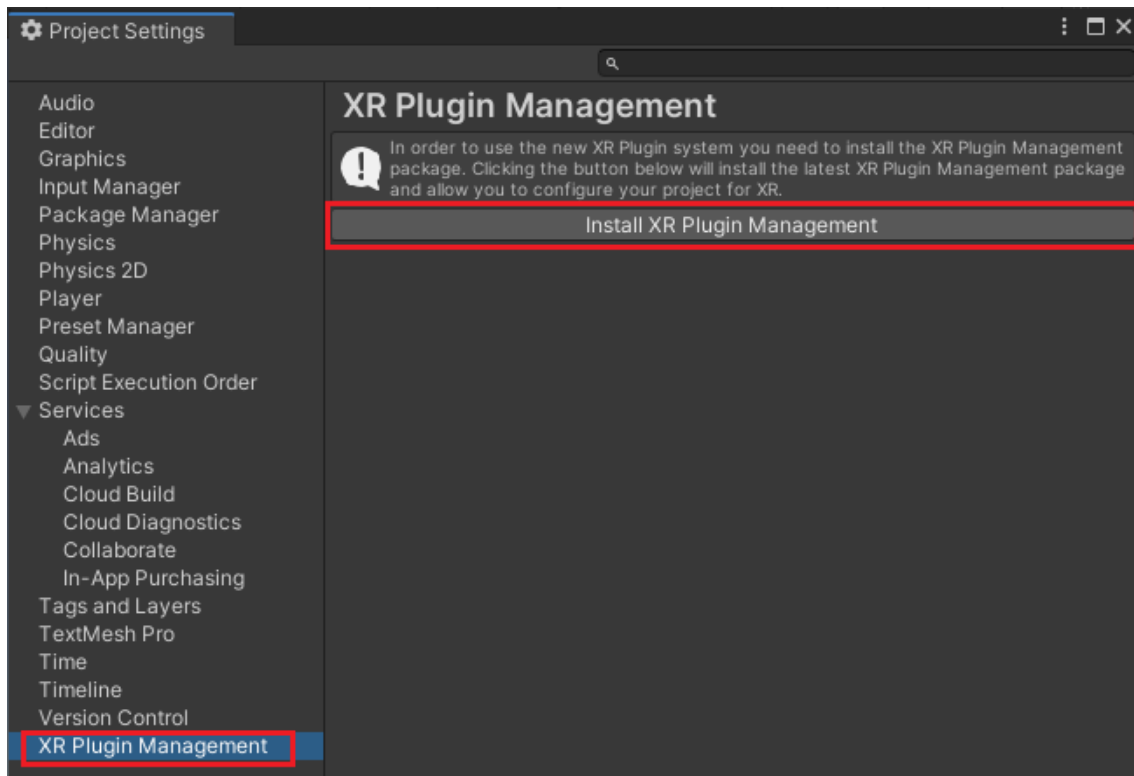 Project Settings
Audio
Editor
Graphics
Input Manager
Package Manager
Physics
Physics 2D
Player
Preset Manager
Quality
Script Execution Order
Services
Ads
Analytics
Cloud Build
Cloud Diagnostics
Collaborate
In-App Purchasing
Tags and Layers
TextMesh Pro
Time
Timeline
Version Control
XR Plugin Management
XR Plugin Management
In order to use the new XR Plugin system you need to install the XR Plugin Management
package. Clicking the button below will install the latest XR Plugin Management package
and allow you to configure your project for XR.
Install XR Plugin Management